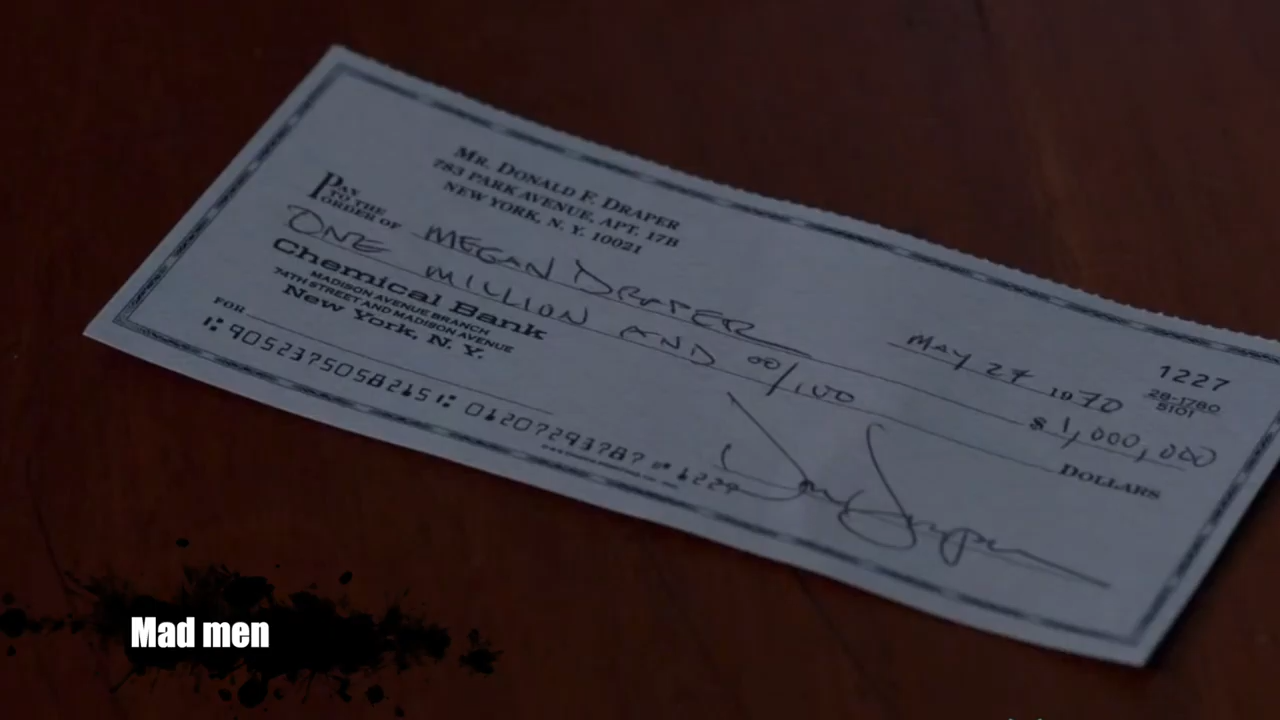 MR. DONALD F. DRAPER
783 PARK AVENUE, APT. 17B
NEW YORK, N. Y. 10021
MAY 27 1970
1227
28-1780
5101
PAY TO THE ORDER OF MEGAN DRAPER
$1,000,000
ONE MILLION AND 00/100 DOLLARS
Chemical Bank
MADISON AVENUE BRANCH
74TH STREET AND MADISON AVENUE
New York, N. Y.
FOR
Don Draper
Mad men